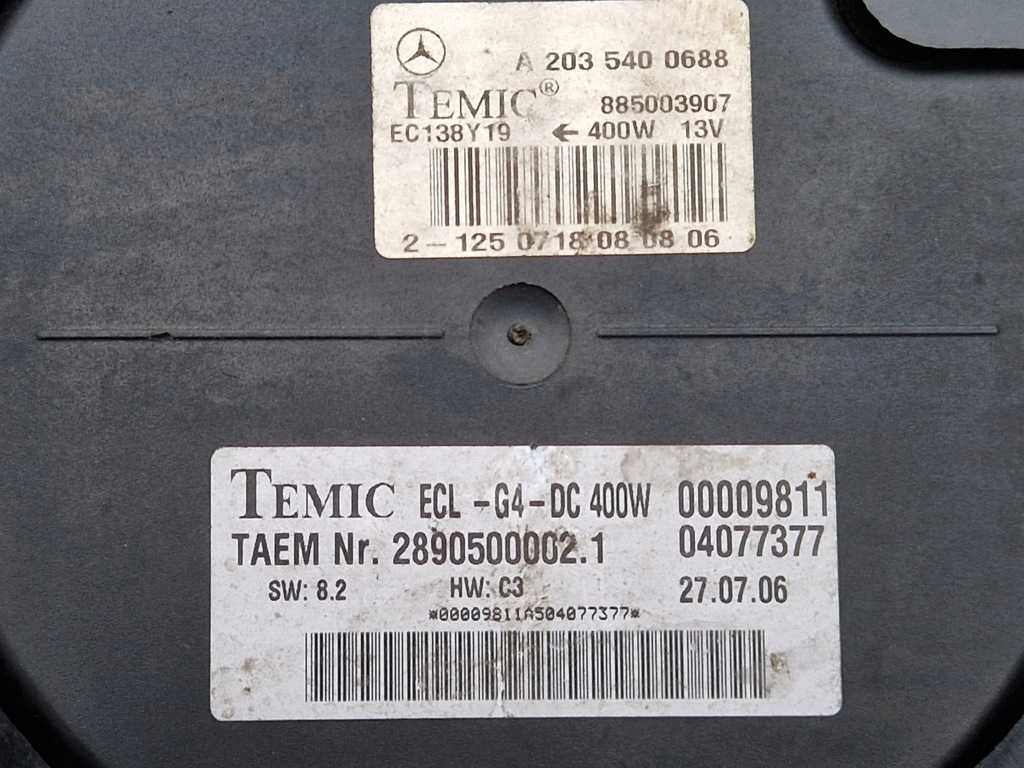 A 203 540 0688
TEMIC®
885003907
EC138Y19 ← 400W 13V
2-125 0718 08 08 06
TEMIC ECL -G4-DC 400W 00009811
TAEM Nr. 2890500002.1 04077377
SW: 8.2 HW: C3 27.07.06
*00009811A504077377*